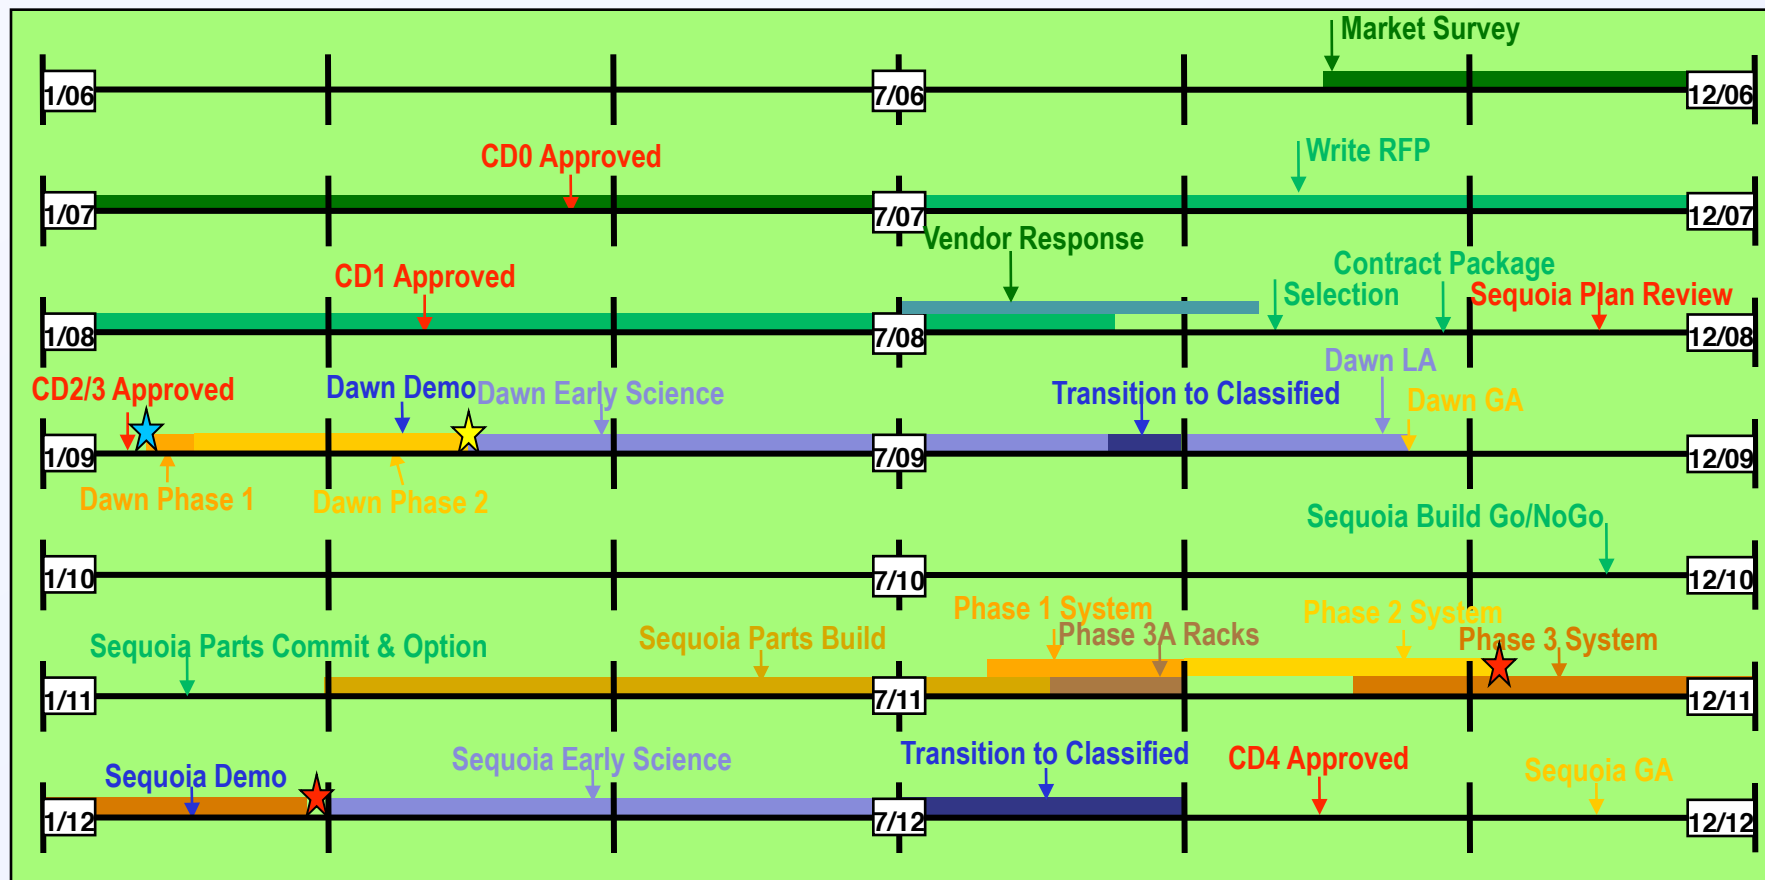 Market Survey
1/06
7/06
12/06
CD0 Approved
Write RFP
1/07
7/07
12/07
Vendor Response
CD1 Approved
Contract Package
Selection
Sequoia Plan Review
1/08
7/08
12/08
CD2/3 Approved
Dawn Demo
Dawn Early Science
Transition to Classified
Dawn LA
Dawn GA
1/09
7/09
12/09
Dawn Phase 1
Dawn Phase 2
Sequoia Build Go/NoGo
1/10
7/10
12/10
Phase 1 System
Phase 2 System
Sequoia Parts Commit & Option
Sequoia Parts Build
Phase 3A Racks
Phase 3 System
1/11
7/11
12/11
Sequoia Demo
Sequoia Early Science
Transition to Classified
CD4 Approved
Sequoia GA
1/12
7/12
12/12